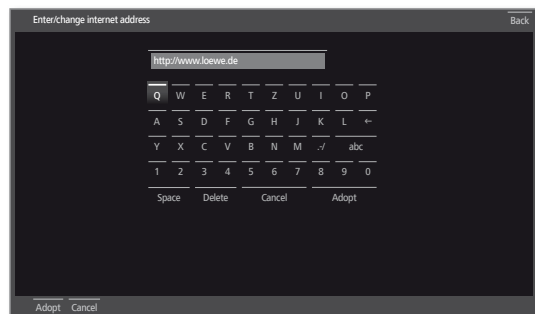 Enter/change internet address Back
http://www.loewe.de
Q W E R T Z U I O P
A S D F G H J K L ←
Y X C V B N M .-/ abc
1 2 3 4 5 6 7 8 9 0
Space Delete Cancel Adopt
Adopt Cancel